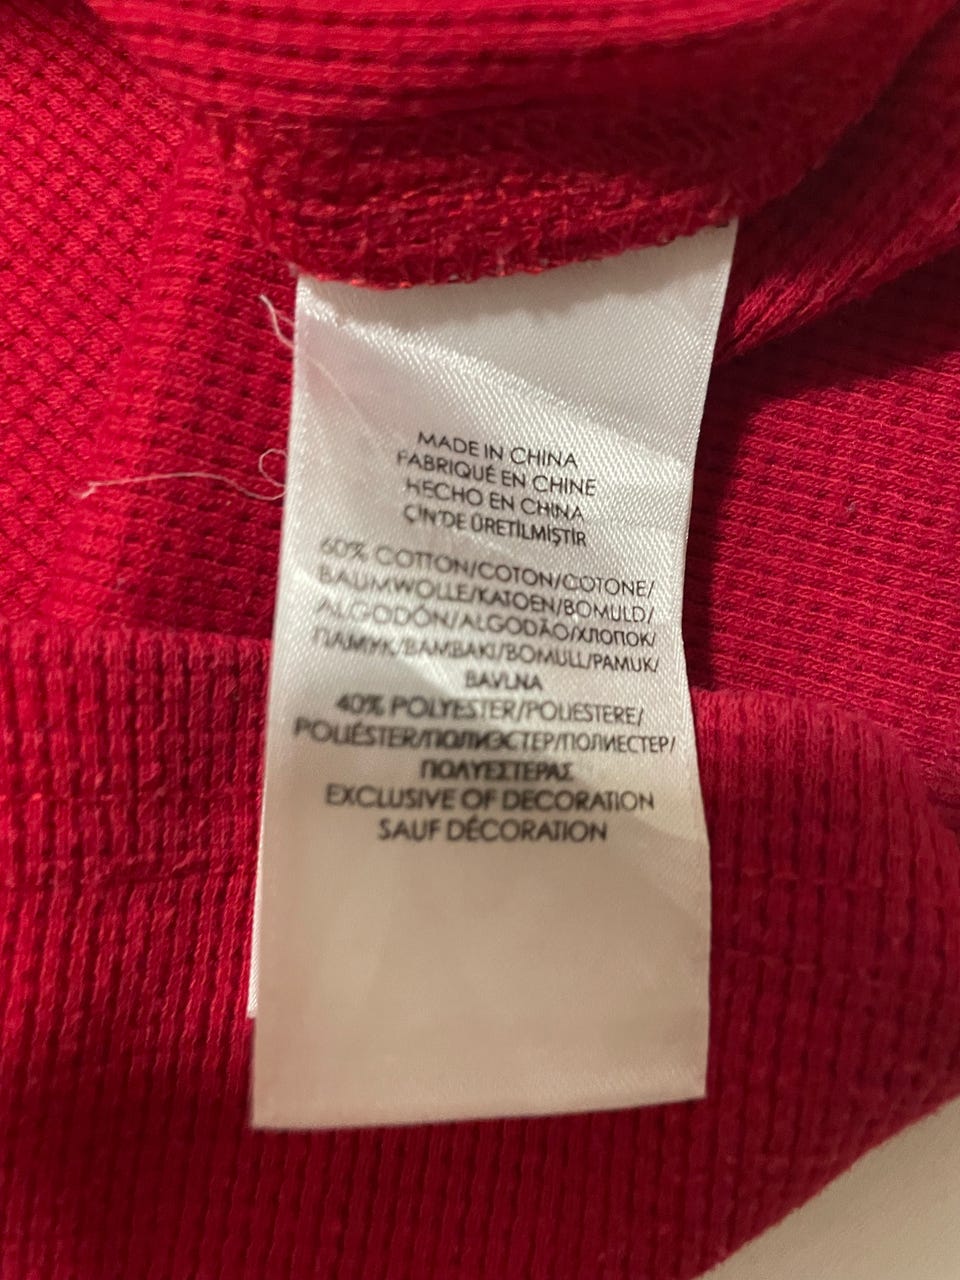 MADE IN CHINA
FABRIQUÉ EN CHINE
HECHO EN CHINA
ÇİN'DE ÜRETİLMİŞTİR
60% COTTON/COTON/COTONE/
BAUMWOLLE/KATOEN/BOMULD/
ALGODÓN/ALGODÃO/ХЛОПОК/
ПАМУК/BAMBAKI/BOMULL/PAMUK/
BAVLNA
40% POLYESTER/POLIESTERE/
POLIÉSTER/ПОЛИЭСТЕР/ПОЛИЕСТЕР/
ΠΟΛΥΕΣΤΕΡΑΣ
EXCLUSIVE OF DECORATION
SAUF DÉCORATION